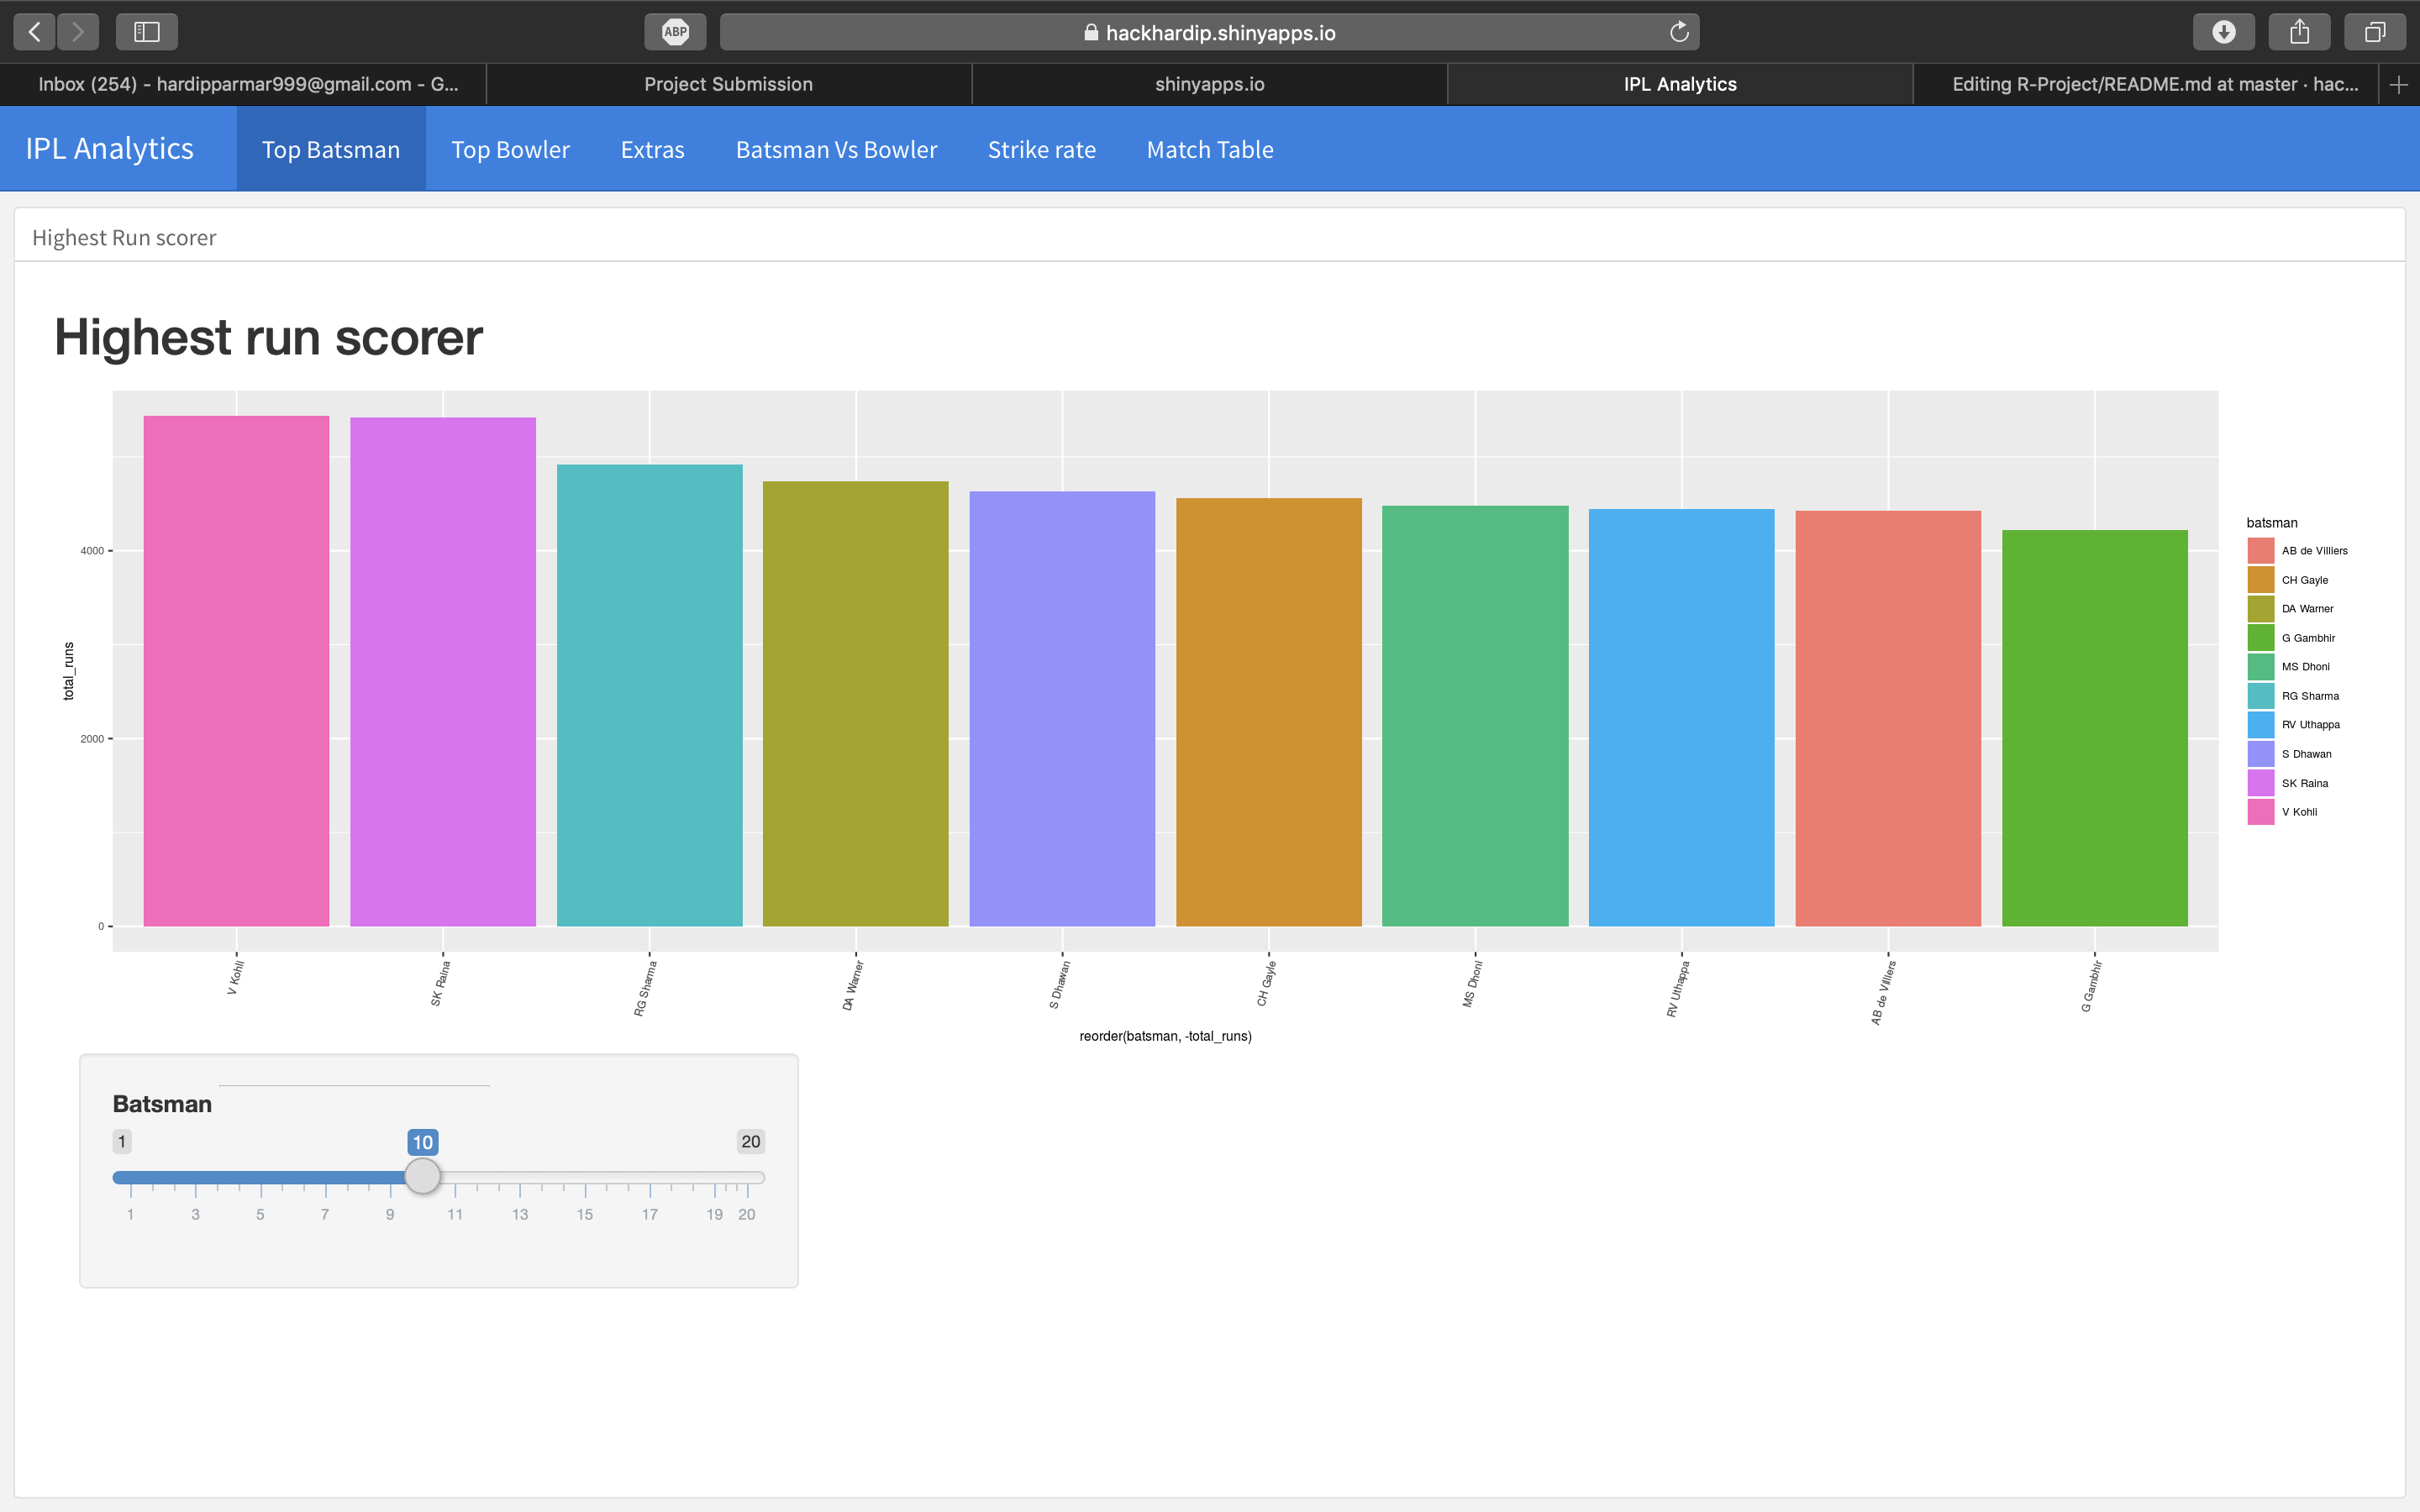 ABP
hackhardip.shinyapps.io
Inbox (254) - hardipparmar999@gmail.com - G...
Project Submission
shinyapps.io
IPL Analytics
Editing R-Project/README.md at master · hac...
IPL Analytics
Top Batsman
Top Bowler
Extras
Batsman Vs Bowler
Strike rate
Match Table
Highest Run scorer
Highest run scorer
total_runs
4000
2000
0
V Kohli
SK Raina
RG Sharma
DA Warner
S Dhawan
CH Gayle
MS Dhoni
RV Uthappa
AB de Villiers
G Gambhir
reorder(batsman, -total_runs)
batsman
AB de Villiers
CH Gayle
DA Warner
G Gambhir
MS Dhoni
RG Sharma
RV Uthappa
S Dhawan
SK Raina
V Kohli
Batsman
1 10 20
1 3 5 7 9 11 13 15 17 19 20